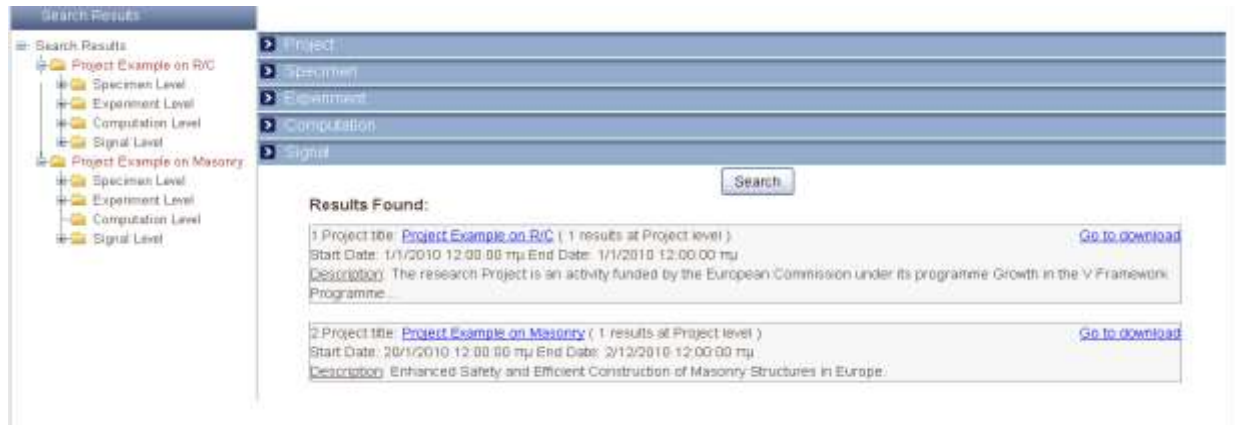 Search Results
Search Results
Project Example on R/C
Specimen Level
Experiment Level
Computation Level
Signal Level
Project Example on Masonry
Specimen Level
Experiment Level
Computation Level
Signal Level
Project
Specimen
Experiment
Computation
Signal
Search
Results Found:
1 Project title: Project Example on R/C ( 1 results at Project level ) Go to download
Start Date: 1/1/2010 12:00:00 πμ End Date: 1/1/2010 12:00:00 πμ
Description: The research Project is an activity funded by the European Commission under its programme Growth in the V Framework
Programme...
2 Project title: Project Example on Masonry ( 1 results at Project level ) Go to download
Start Date: 20/1/2010 12:00:00 πμ End Date: 2/12/2010 12:00:00 πμ
Description: Enhanced Safety and Efficient Construction of Masonry Structures in Europe.